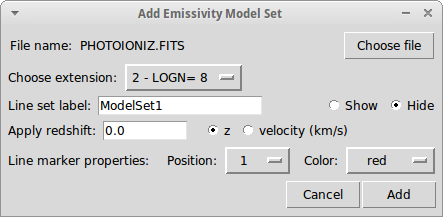 Add Emissivity Model Set
File name: PHOTOIONIZ.FITS Choose file
Choose extension: 2 - LOGN= 8
Line set label: ModelSet1 Show Hide
Apply redshift: 0.0 z velocity (km/s)
Line marker properties: Position: 1 Color: red
Cancel Add